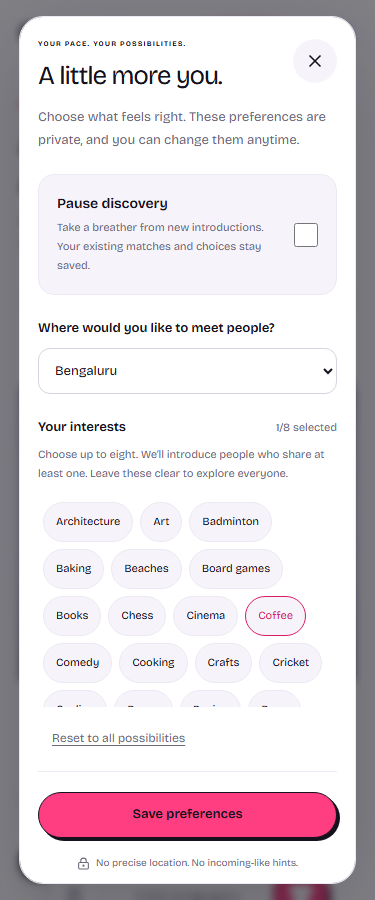 YOUR PACE. YOUR POSSIBILITIES.
A little more you.
Choose what feels right. These preferences are
private, and you can change them anytime.
Pause discovery
Take a breather from new introductions.
Your existing matches and choices stay
saved.
Where would you like to meet people?
Bengaluru
Your interests
1/8 selected
Choose up to eight. We'll introduce people who share at
least one. Leave these clear to explore everyone.
Architecture
Art
Badminton
Baking
Beaches
Board games
Books
Chess
Cinema
Coffee
Comedy
Cooking
Crafts
Cricket
Reset to all possibilities
Save preferences
No precise location. No incoming-like hints.